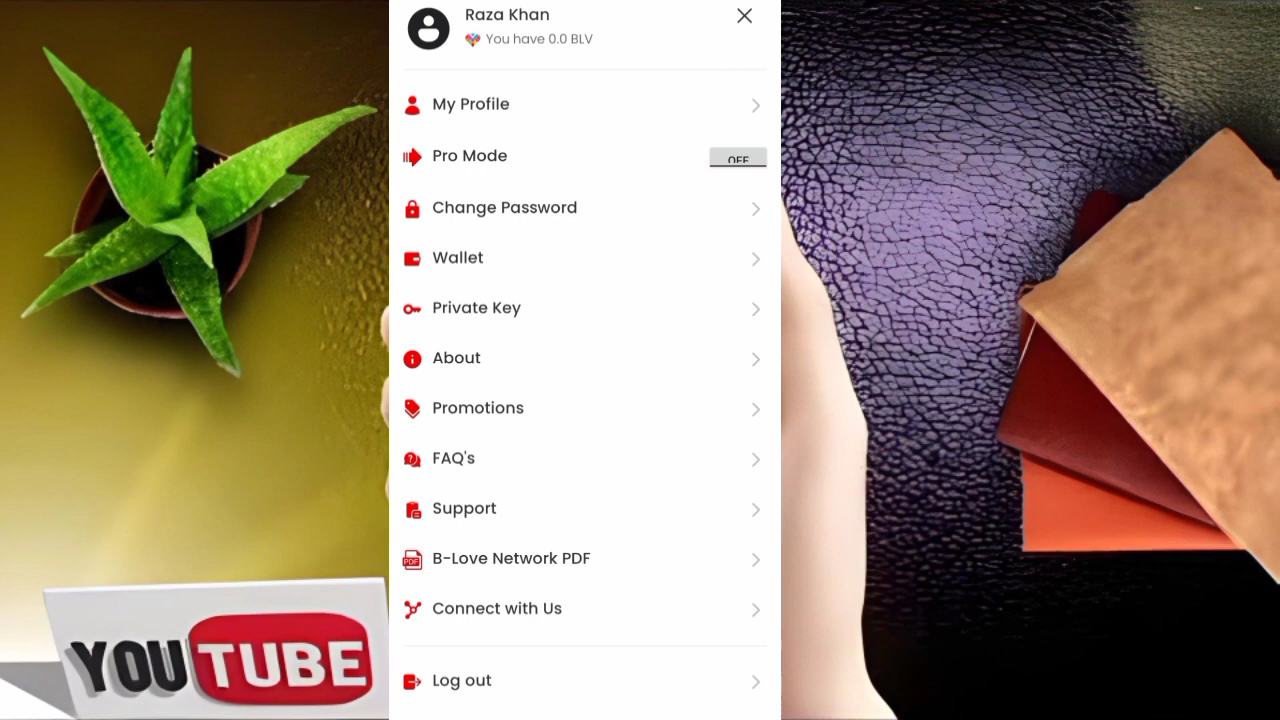 Raza Khan
You have 0.0 BLV
My Profile
Pro Mode
OFF
Change Password
Wallet
Private Key
About
Promotions
FAQ's
Support
PDF
B-Love Network PDF
Connect with Us
Log out
YOUTUBE